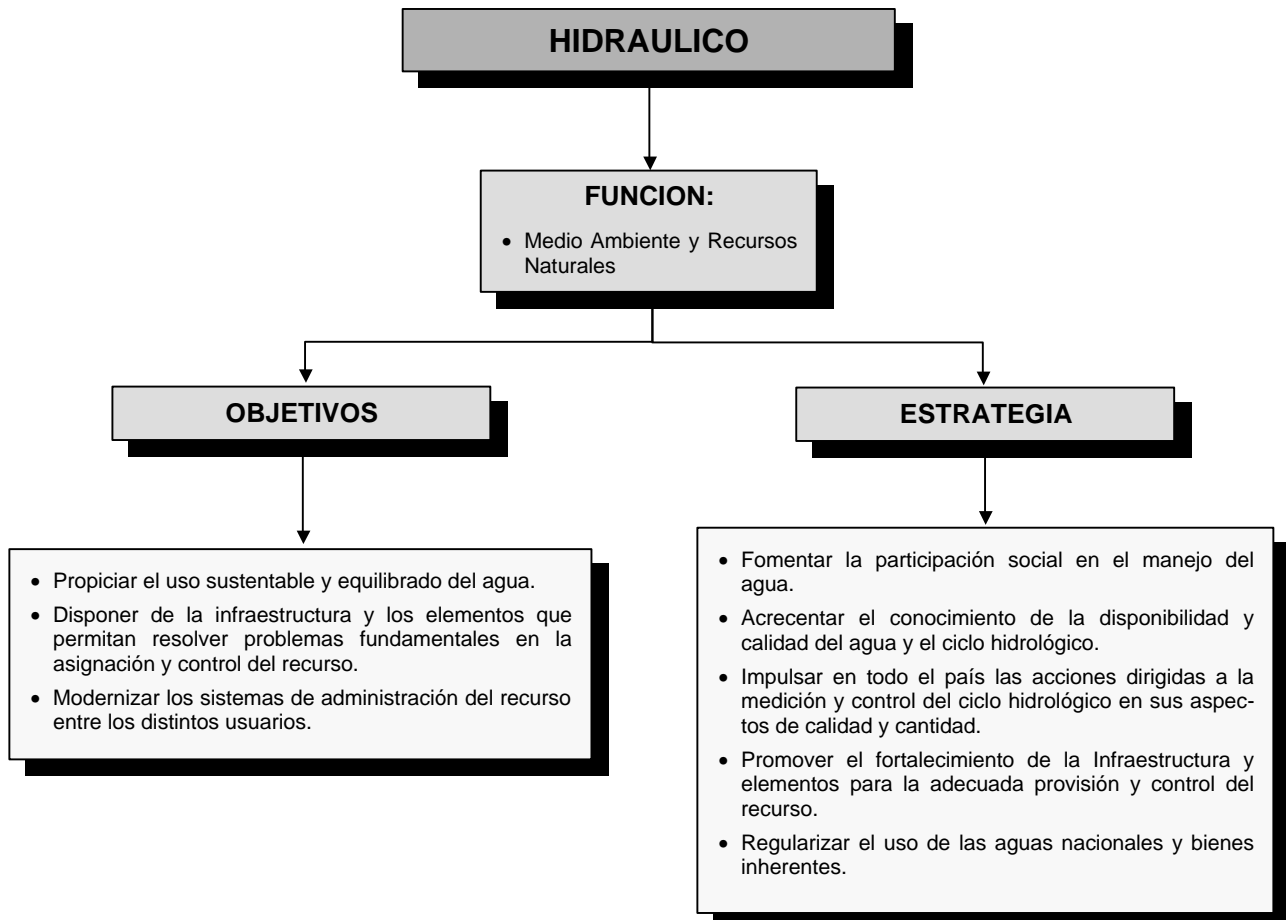 HIDRAULICO
FUNCION:
• Medio Ambiente y Recursos
Naturales
OBJETIVOS
ESTRATEGIA
• Propiciar el uso sustentable y equilibrado del agua.
• Disponer de la infraestructura y los elementos que
permitan resolver problemas fundamentales en la
asignación y control del recurso.
• Modernizar los sistemas de administración del recurso
entre los distintos usuarios.
• Fomentar la participación social en el manejo del
agua.
• Acrecentar el conocimiento de la disponibilidad y
calidad del agua y el ciclo hidrológico.
• Impulsar en todo el país las acciones dirigidas a la
medición y control del ciclo hidrológico en sus aspec-
tos de calidad y cantidad.
• Promover el fortalecimiento de la Infraestructura y
elementos para la adecuada provisión y control del
recurso.
• Regularizar el uso de las aguas nacionales y bienes
inherentes.